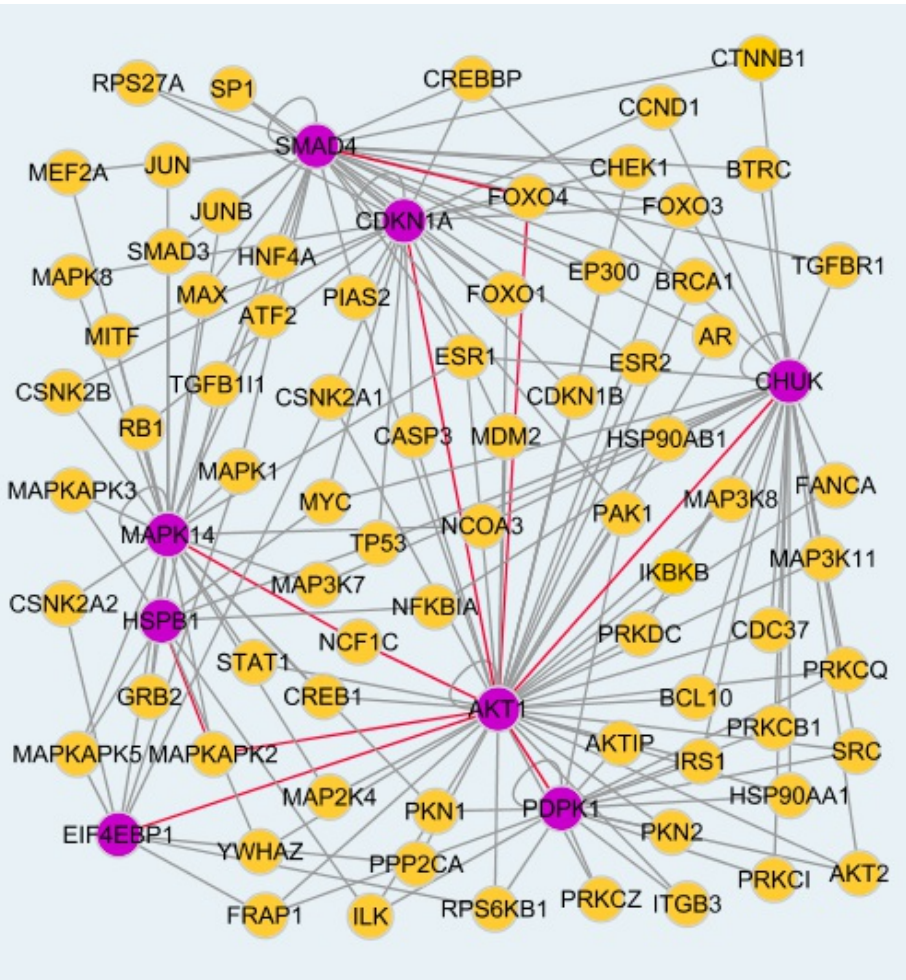 CTNNB1
RPS27A
SP1
CREBBP
CCND1
SMAD4
MEF2A
JUN
CHEK1
BTRC
FOXO4
FOXO3
JUNB
CDKN1A
SMAD3
HNF4A
MAPK8
EP300
BRCA1
TGFBR1
MAX
PIAS2
FOXO1
ATF2
MITF
AR
ESR1
ESR2
CHUK
CSNK2B
TGFB1I1
CSNK2A1
CDKN1B
RB1
CASP3
MDM2
HSP90AB1
MAPK1
MAPKAPK3
MYC
MAP3K8
FANCA
MAPK14
NCOA3
PAK1
TP53
MAP3K11
MAP3K7
IKBKB
CSNK2A2
HSPB1
NFKBIA
NCF1C
PRKDC
CDC37
STAT1
PRKCQ
GRB2
CREB1
AKT1
BCL10
PRKCB1
MAPKAPK5
MAPKAPK2
AKTIP
IRS1
SRC
MAP2K4
PKN1
PDPK1
HSP90AA1
EIF4EBP1
PKN2
YWHAZ
PPP2CA
PRKCI
AKT2
FRAP1
ILK
RPS6KB1
PRKCZ
ITGB3